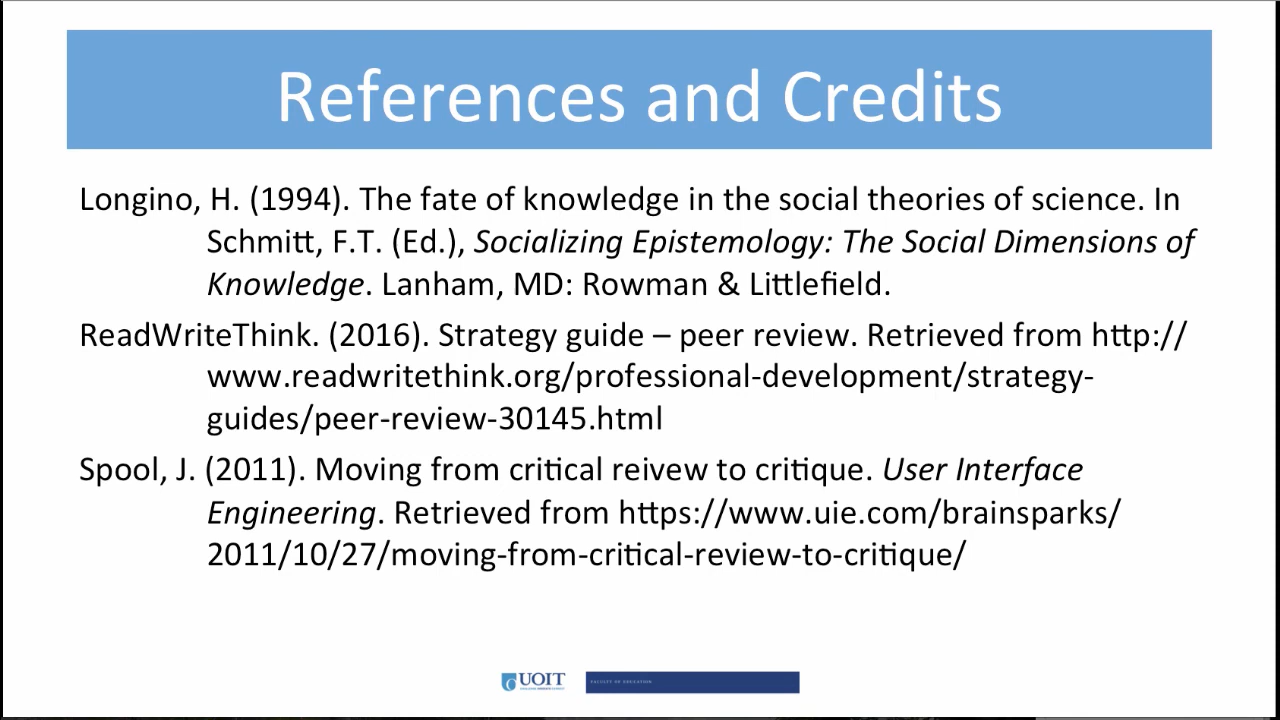 References and Credits
Longino, H. (1994). The fate of knowledge in the social theories of science. In
Schmitt, F.T. (Ed.), Socializing Epistemology: The Social Dimensions of
Knowledge. Lanham, MD: Rowman & Littlefield.
ReadWriteThink. (2016). Strategy guide – peer review. Retrieved from http://
www.readwritethink.org/professional-development/strategy-
guides/peer-review-30145.html
Spool, J. (2011). Moving from critical reivew to critique. User Interface
Engineering. Retrieved from https://www.uie.com/brainsparks/
2011/10/27/moving-from-critical-review-to-critique/
UOIT
FACULTY OF EDUCATION